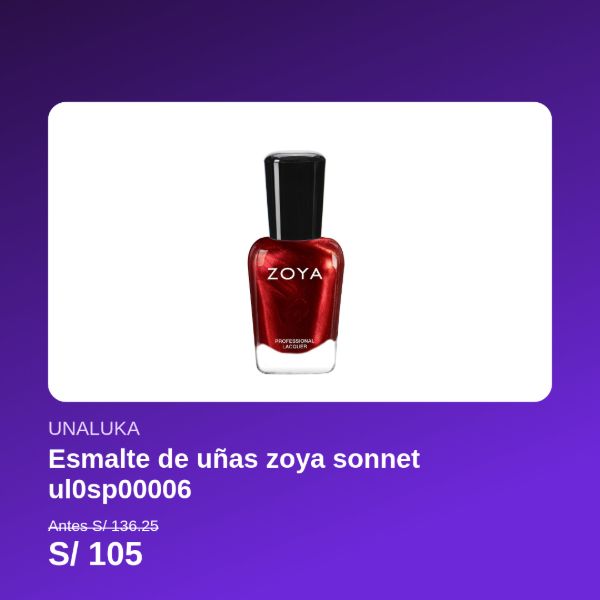 ZOYA
PROFESSIONAL
LACQUER
UNALUKA
Esmalte de uñas zoya sonnet
ul0sp00006
Antes S/ 136.25
S/ 105